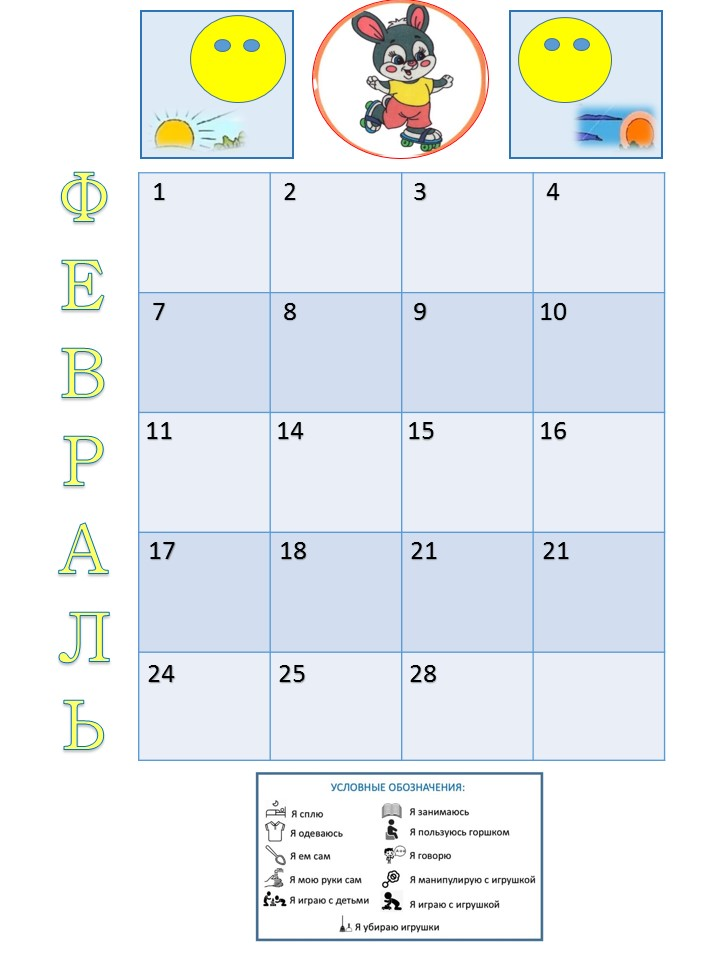 ФЕВРАЛЬ
1 2 3 4
7 8 9 10
11 14 15 16
17 18 21 21
24 25 28
УСЛОВНЫЕ ОБОЗНАЧЕНИЯ:
Я сплю
Я занимаюсь
Я одеваюсь
Я пользуюсь горшком
Я ем сам
Я говорю
Я мою руки сам
Я манипулирую с игрушкой
Я играю с детьми
Я играю с игрушкой
Я убираю игрушки